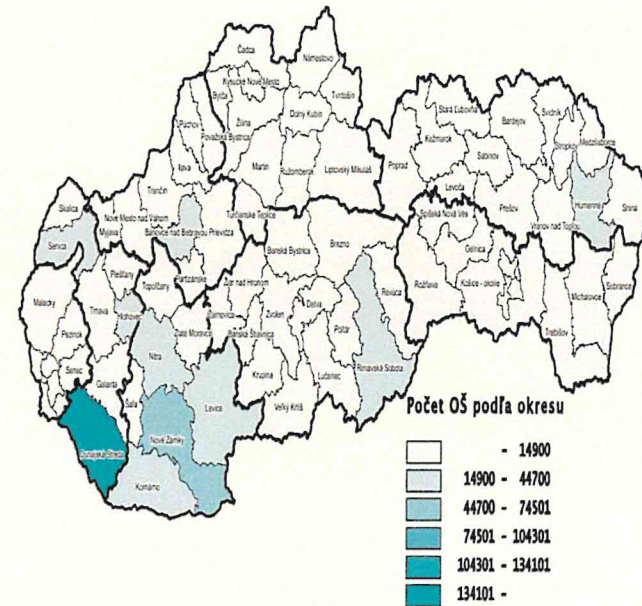 Čadca
Námestovo
Kysucké Nové Mesto
Tvrdošín
Bytča
Stará Ľubovňa
Svidník
Dolný Kubín
Bardejov
Púchov
Žilina
Medzilaborce
Považská Bystrica
Kežmarok
Stropkov
Ilava
Martin
Ružomberok
Liptovský Mikuláš
Poprad
Sabinov
Trenčín
Levoča
Skalica
Prešov
Humenné
Snina
Nové Mesto nad Váhom
Turčianske Teplice
Spišská Nová Ves
Vranov nad Topľou
Myjava
Bánovce nad Bebravou
Prievidza
Senica
Banská Bystrica
Brezno
Gelnica
Piešťany
Partizánske
Sobrance
Topoľčany
Žiar nad Hronom
Revúca
Rožňava
Košice - okolie
Michalovce
Malacky
Trnava
Žarnovica
Zvolen
Detva
Hlohovec
Poltár
Trebišov
Pezinok
Zlaté Moravce
Banská Štiavnica
Nitra
Rimavská Sobota
Senec
Krupina
Lučenec
Galanta
Levice
Šaľa
Veľký Krtíš
Nové Zámky
Dunajská Streda
Komárno
Počet OŠ podľa okresu
- 14900
14900 - 44700
44700 - 74501
74501 - 104301
104301 - 134101
134101 -